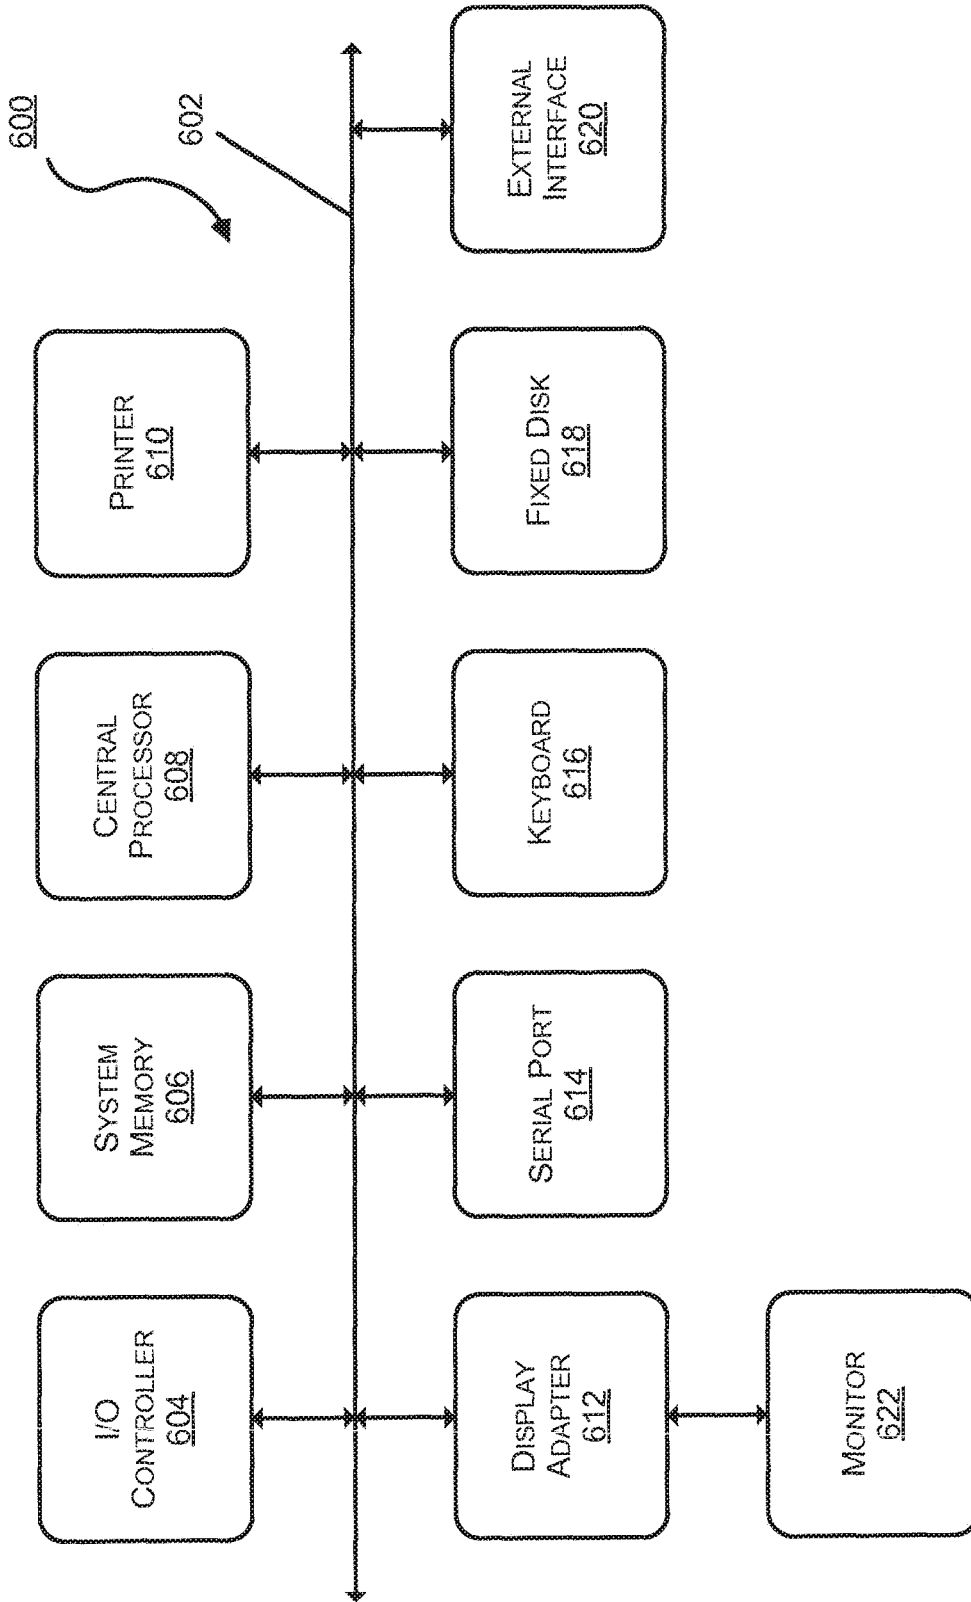 600
602
I/O
CONTROLLER
604
SYSTEM
MEMORY
606
CENTRAL
PROCESSOR
608
PRINTER
610
DISPLAY
ADAPTER
612
SERIAL PORT
614
KEYBOARD
616
FIXED DISK
618
EXTERNAL
INTERFACE
620
MONITOR
622